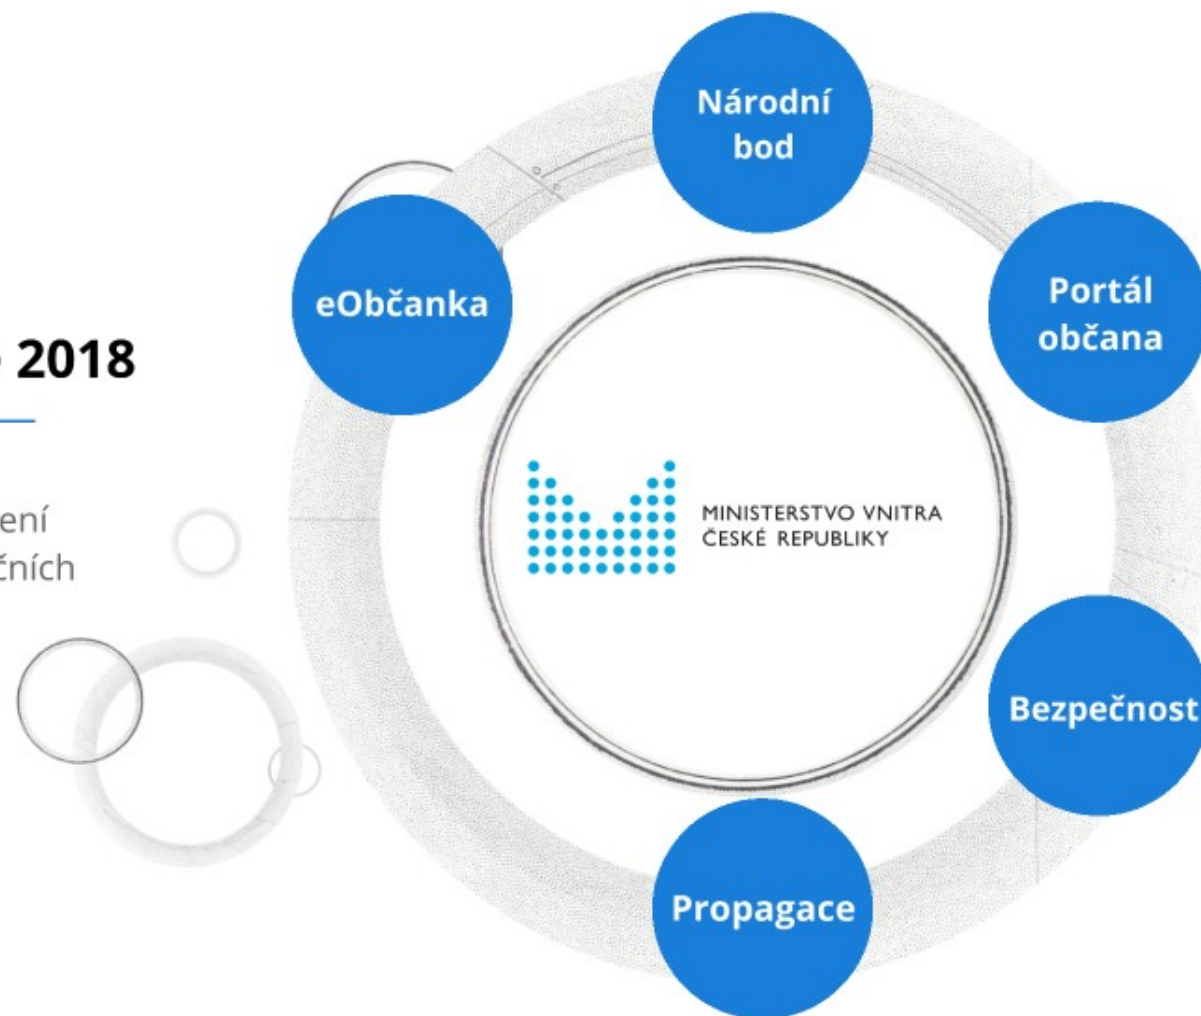 Národní
bod
eObčanka
Portál
občana
2018
MINISTERSTVO VNITRA
ČESKÉ REPUBLIKY
Bezpečnost
Propagace